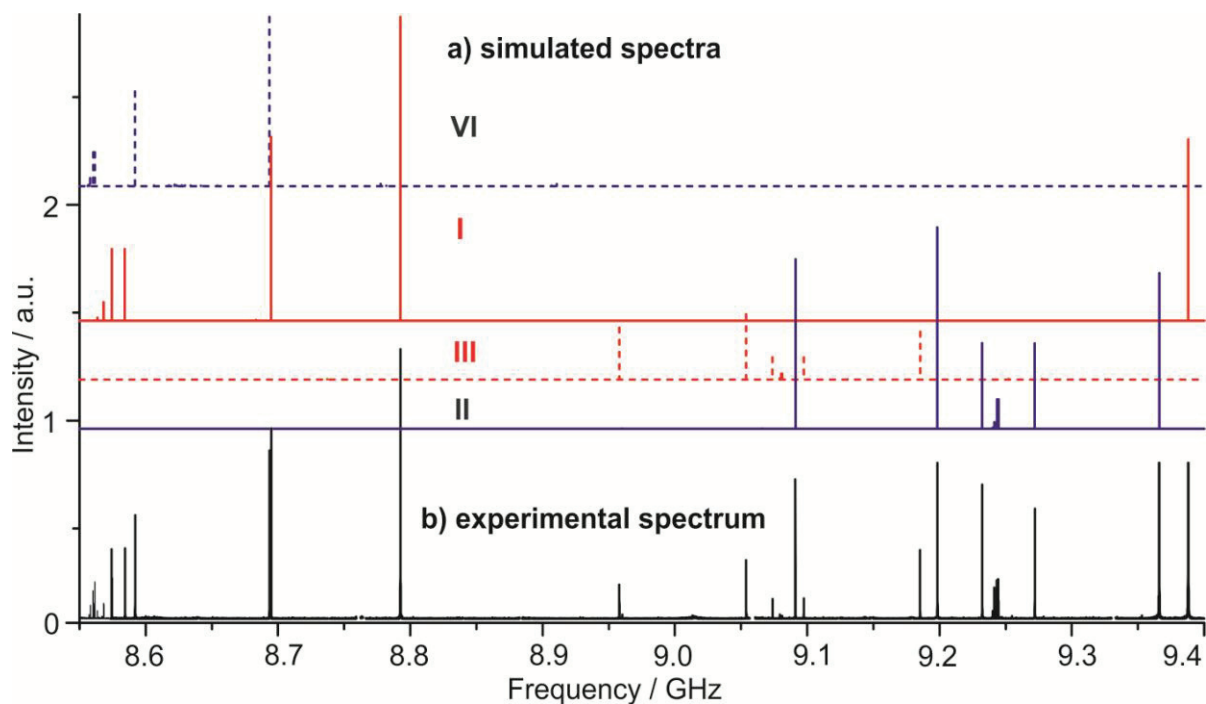 a) simulated spectra
VI
2
I
III
1
II
b) experimental spectrum
0
8.6 8.7 8.8 8.9 9.0 9.1 9.2 9.3 9.4
Frequency / GHz
Intensity / a.u.